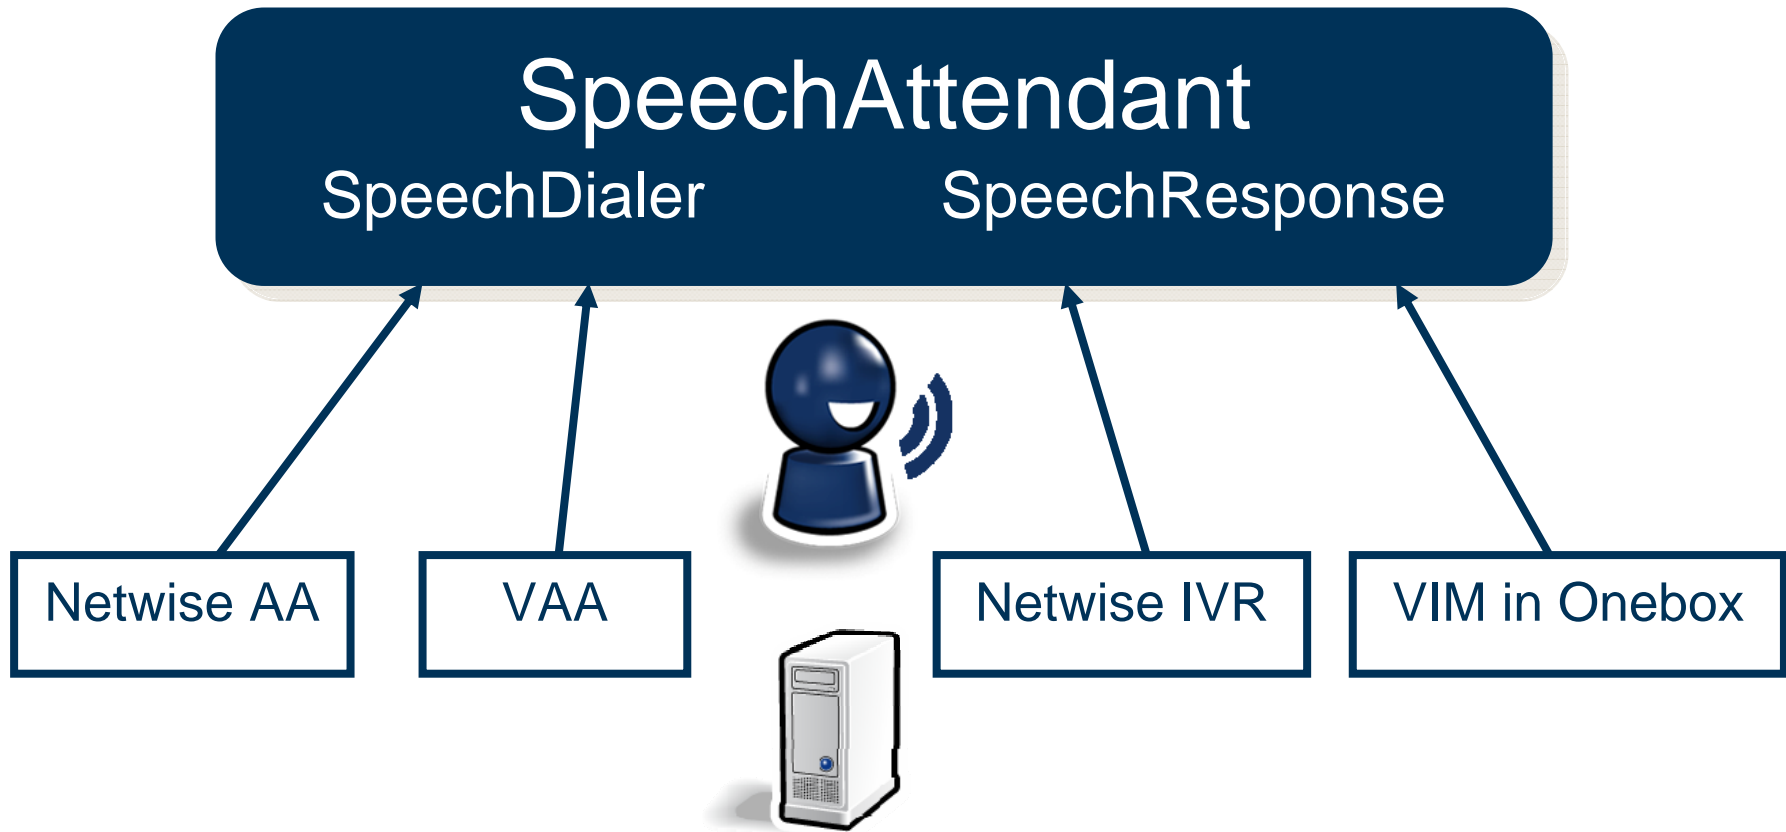 SpeechAttendant
SpeechDialer SpeechResponse
Netwise AA
VAA
Netwise IVR
VIM in Onebox